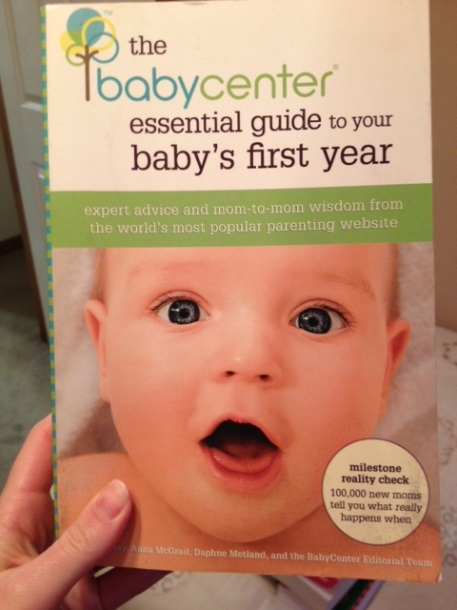 the
babycenter®
essential guide to your
baby's first year
expert advice and mom-to-mom wisdom from
the world's most popular parenting website
milestone
reality check
100,000 new moms
tell you what really
happens when
Anna McGrail, Daphne Metland, and the BabyCenter Editorial Team